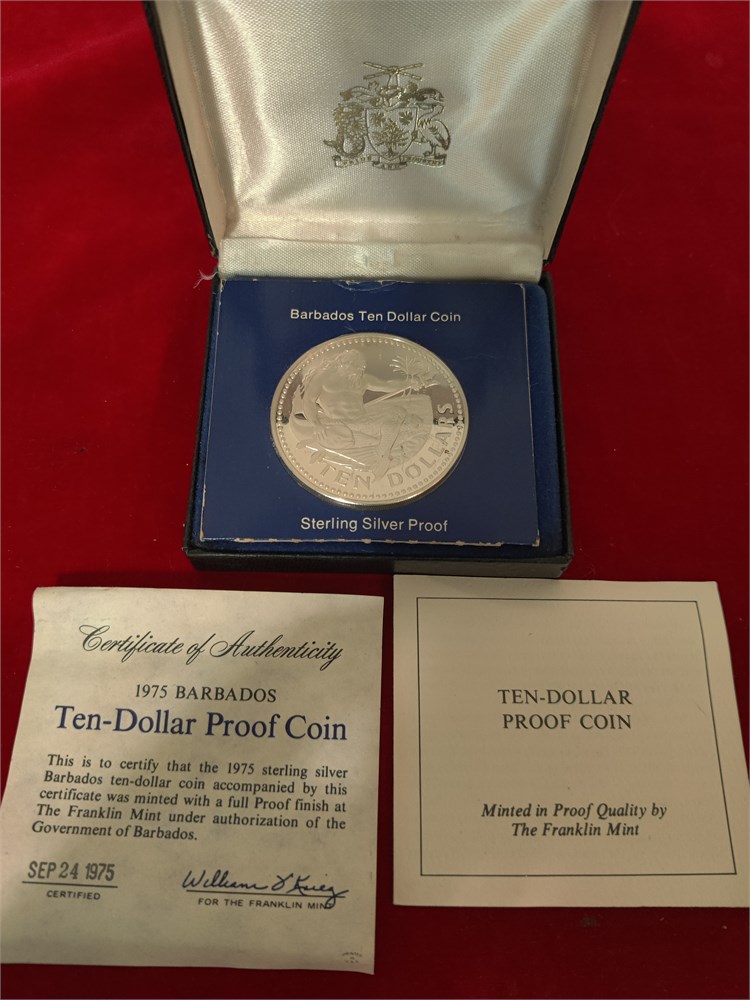 Barbados Ten Dollar Coin
TEN DOLLARS
Sterling Silver Proof
Certificate of Authenticity
1975 BARBADOS
Ten-Dollar Proof Coin
This is to certify that the 1975 sterling silver
Barbados ten-dollar coin accompanied by this
certificate was minted with a full Proof finish at
The Franklin Mint under authorization of the
Government of Barbados.
SEP 24 1975
CERTIFIED
FOR THE FRANKLIN MINT
TEN-DOLLAR
PROOF COIN
Minted in Proof Quality by
The Franklin Mint